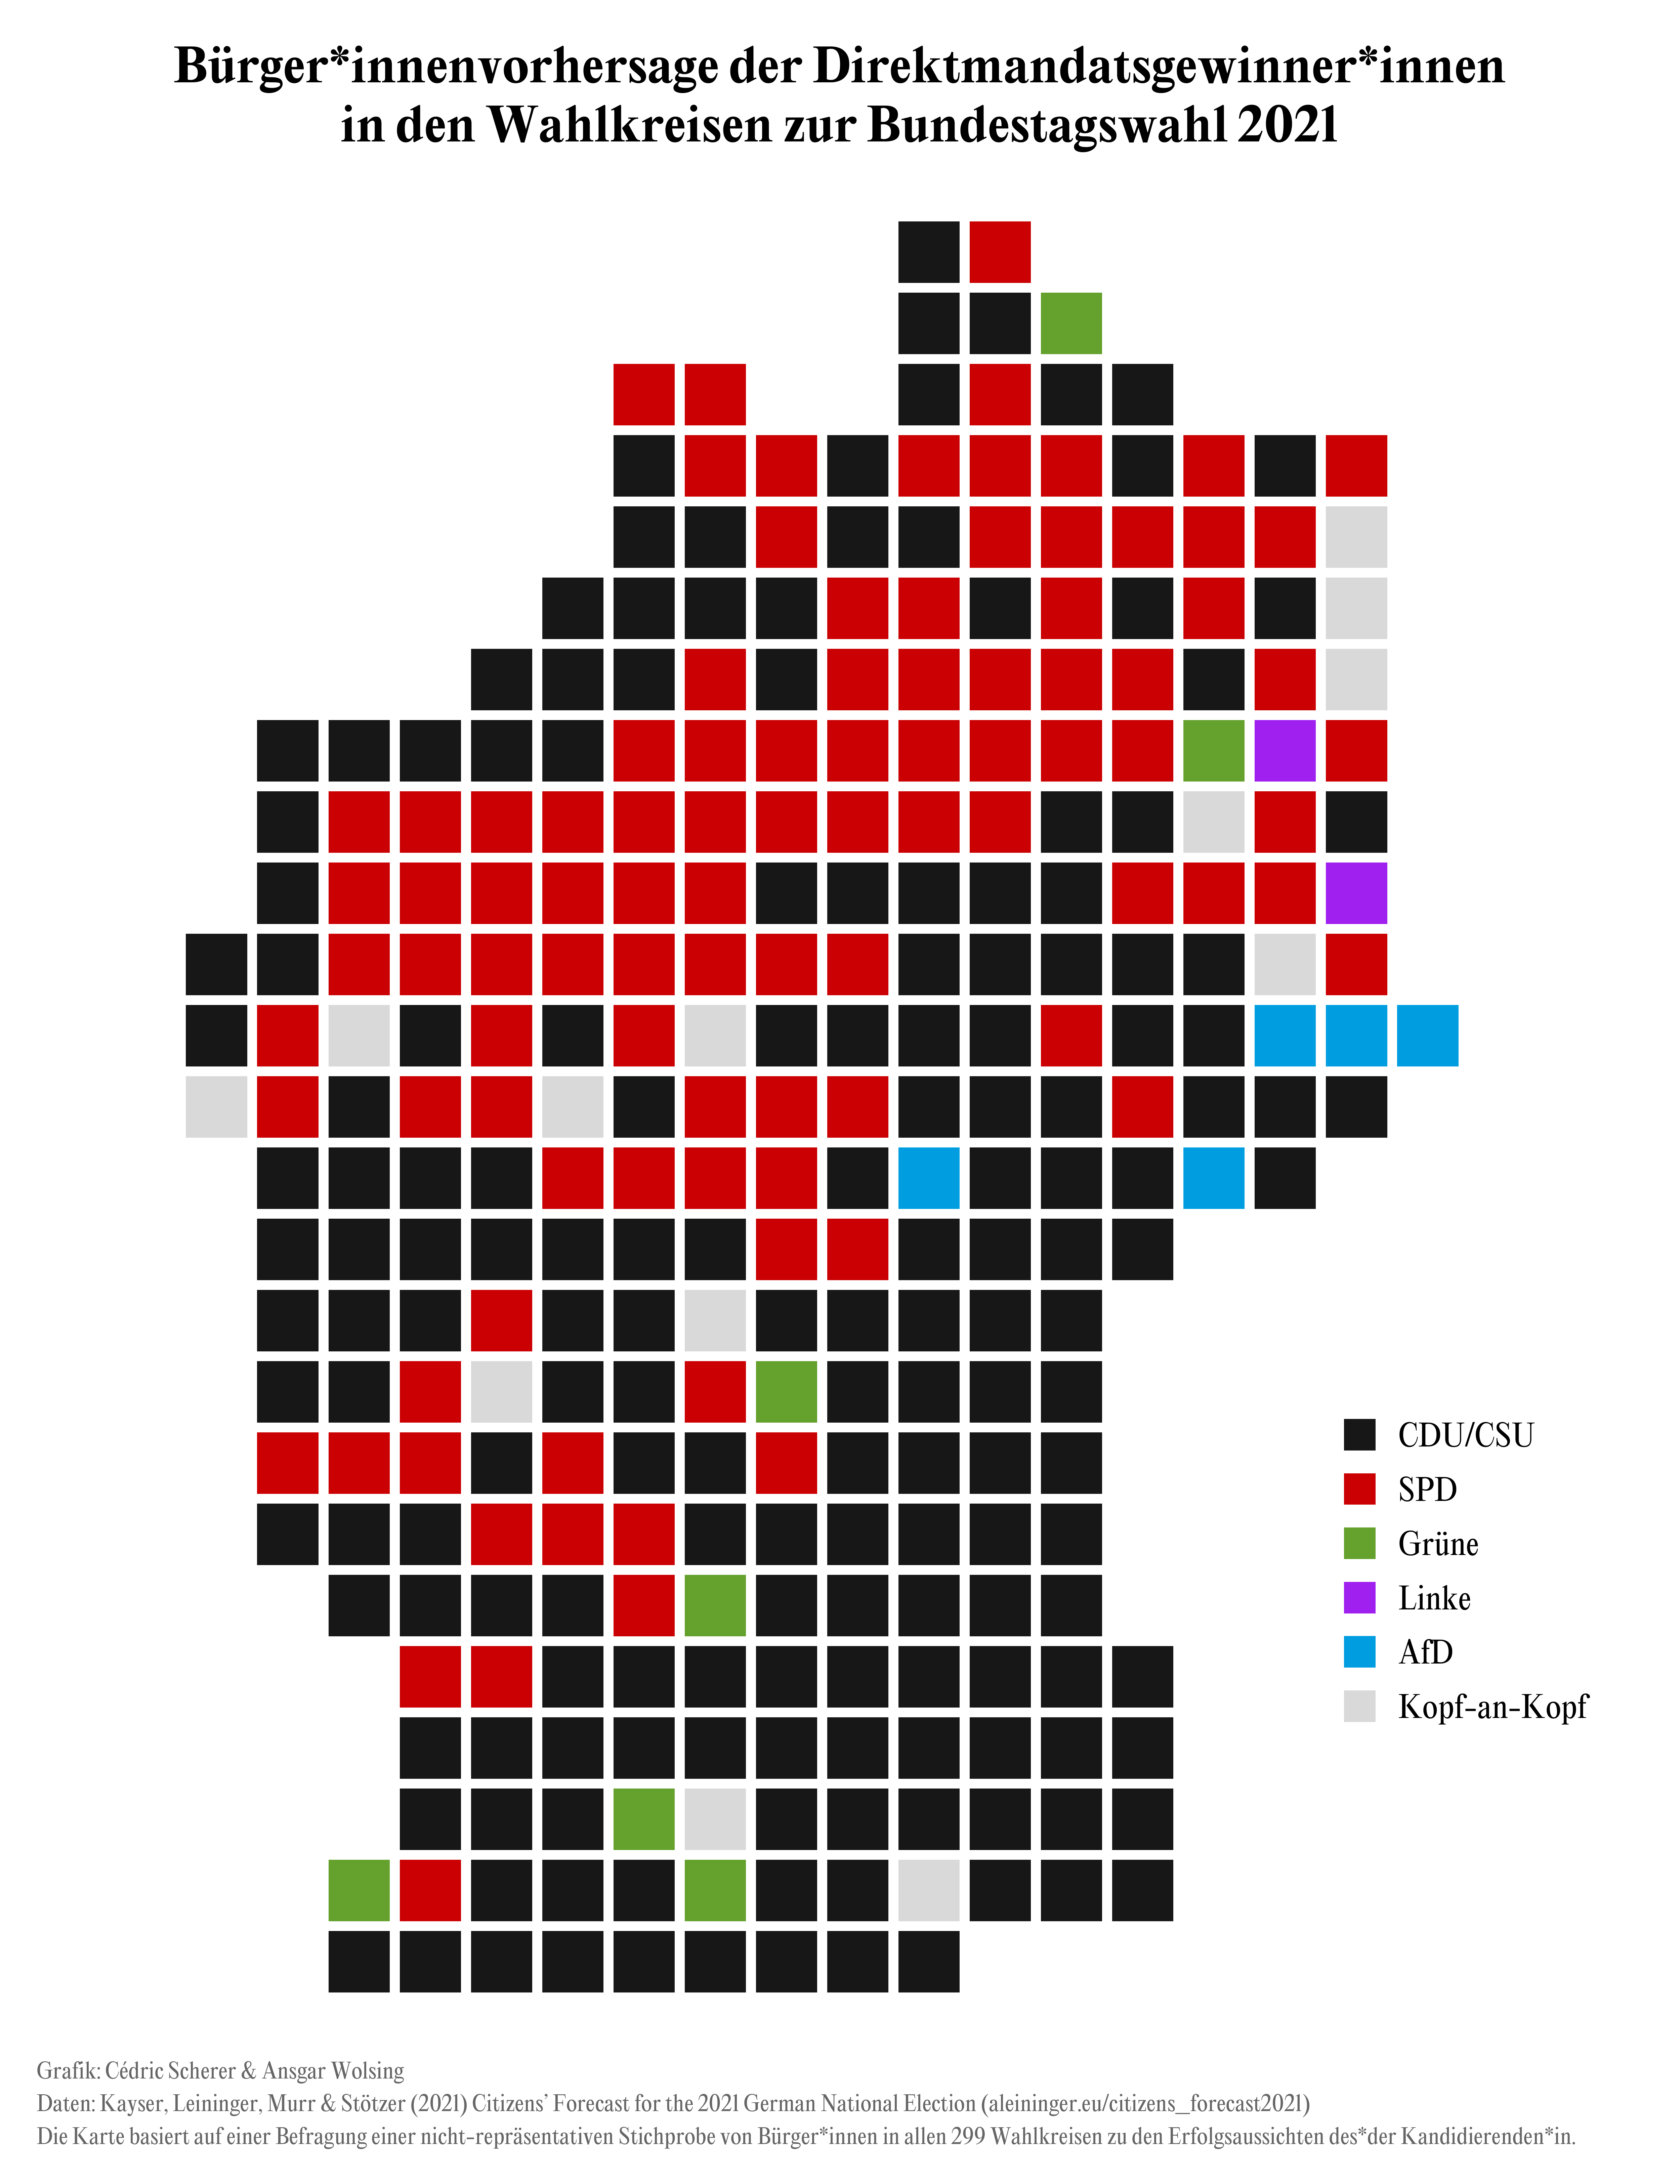 Bürger*innenvorhersage der Direktmandatsgewinner*innen
in den Wahlkreisen zur Bundestagswahl 2021
CDU/CSU
SPD
Grüne
Linke
AfD
Kopf-an-Kopf
Grafik: Cédric Scherer & Ansgar Wolsing
Daten: Kayser, Leininger, Murr & Stötzer (2021) Citizens’ Forecast for the 2021 German National Election (aleininger.eu/citizens_forecast2021)
Die Karte basiert auf einer Befragung einer nicht-repräsentativen Stichprobe von Bürger*innen in allen 299 Wahlkreisen zu den Erfolgsaussichten des*der Kandidierenden*in.